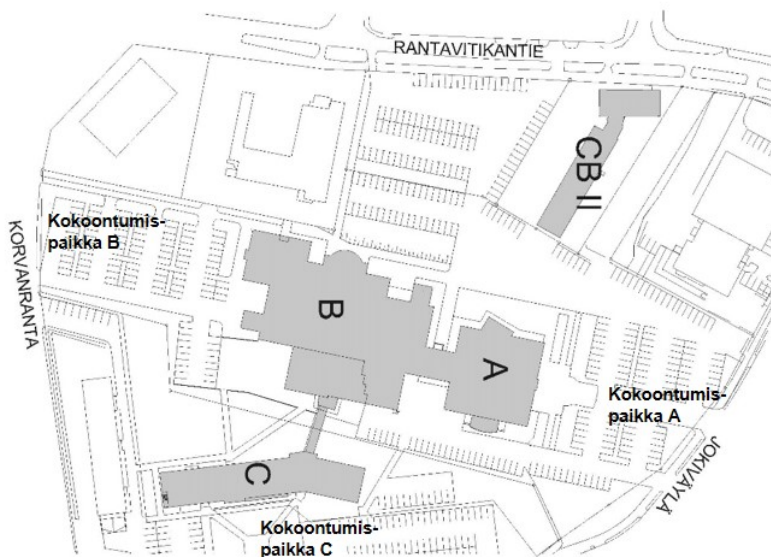 RANTAVITIKANTIE
CB II
Kokoontumis-
paikka B
KORVANRANTA
B
A
Kokoontumis-
paikka A
JOKIVÄYLÄ
C
Kokoontumis-
paikka C